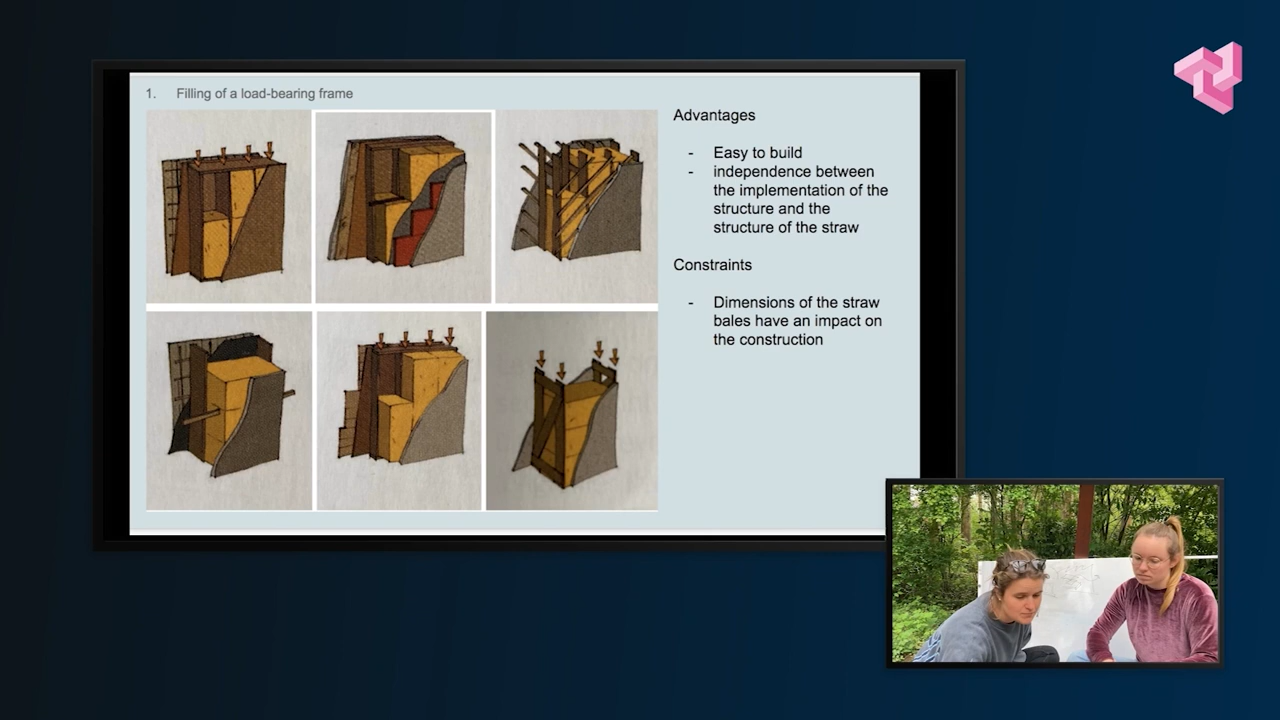 1. Filling of a load-bearing frame
Advantages
- Easy to build
- independence between
the implementation of the
structure and the
structure of the straw
Constraints
- Dimensions of the straw
bales have an impact on
the construction